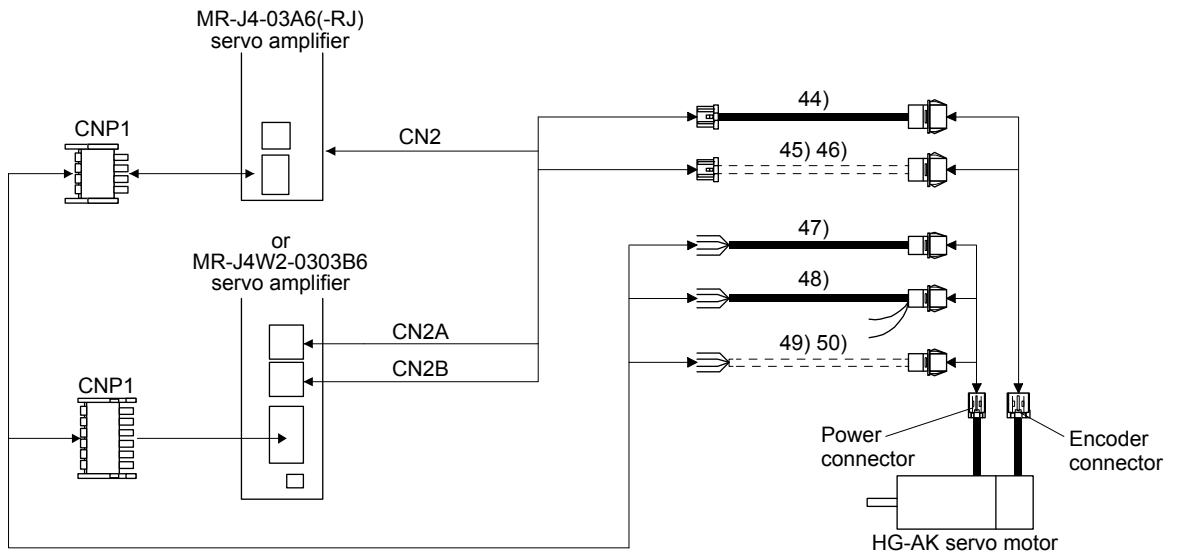 MR-J4-03A6(-RJ)
servo amplifier
CNP1
CN2
44)
45) 46)
or
MR-J4W2-0303B6
servo amplifier
47)
48)
CN2A
49) 50)
CN2B
CNP1
Power
connector
Encoder
connector
HG-AK servo motor